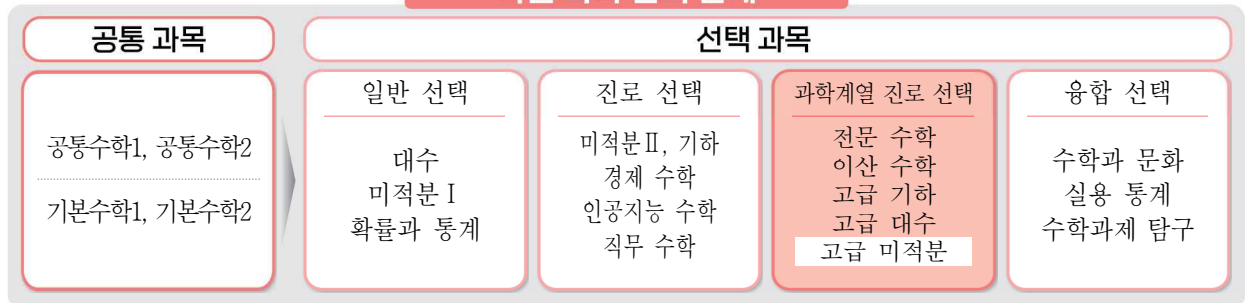 공통 과목
선택 과목
공통수학1, 공통수학2
기본수학1, 기본수학2
일반 선택
대수
미적분Ⅰ
확률과 통계
진로 선택
미적분Ⅱ, 기하
경제 수학
인공지능 수학
직무 수학
과학계열 진로 선택
전문 수학
이산 수학
고급 기하
고급 대수
고급 미적분
융합 선택
수학과 문화
실용 통계
수학과제 탐구